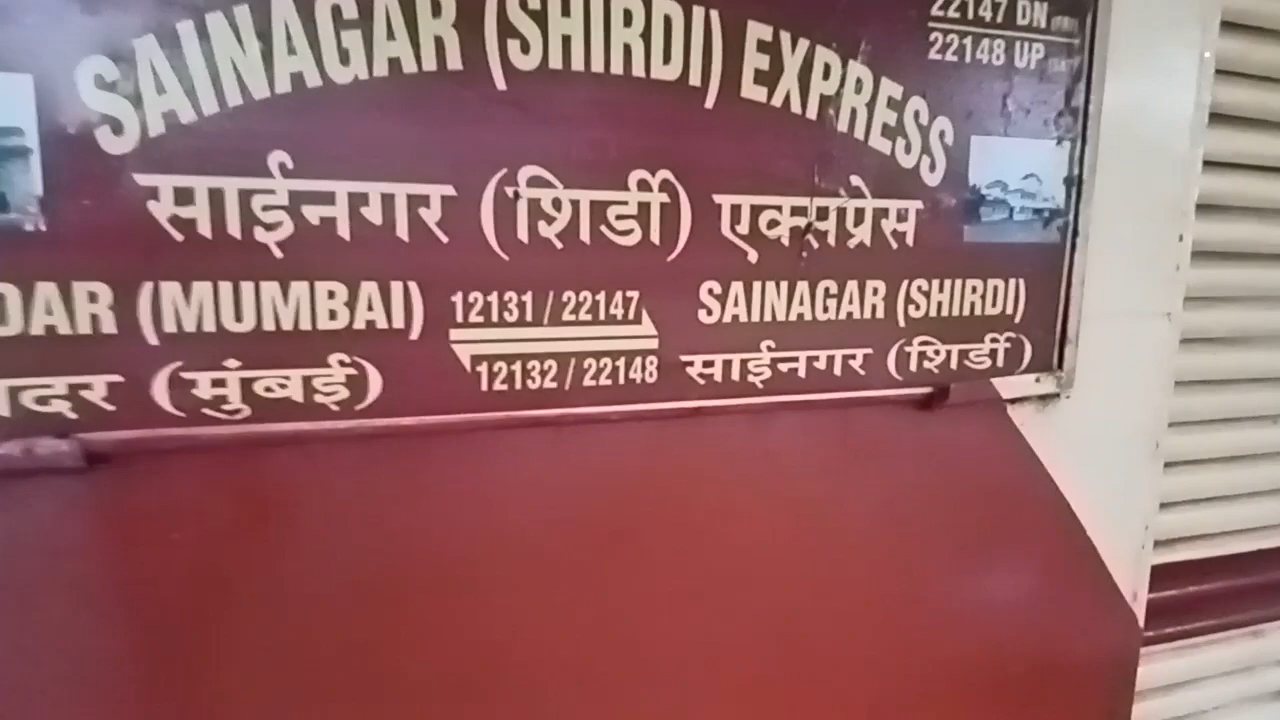 SAINAGAR (SHIRDI) EXPRESS
22147 DN
22148 UP
साईनगर (शिर्डी) एक्सप्रेस
DAR (MUMBAI) 12131 / 22147 SAINAGAR (SHIRDI)
दर (मुंबई) 12132 / 22148 साईनगर (शिर्डी)